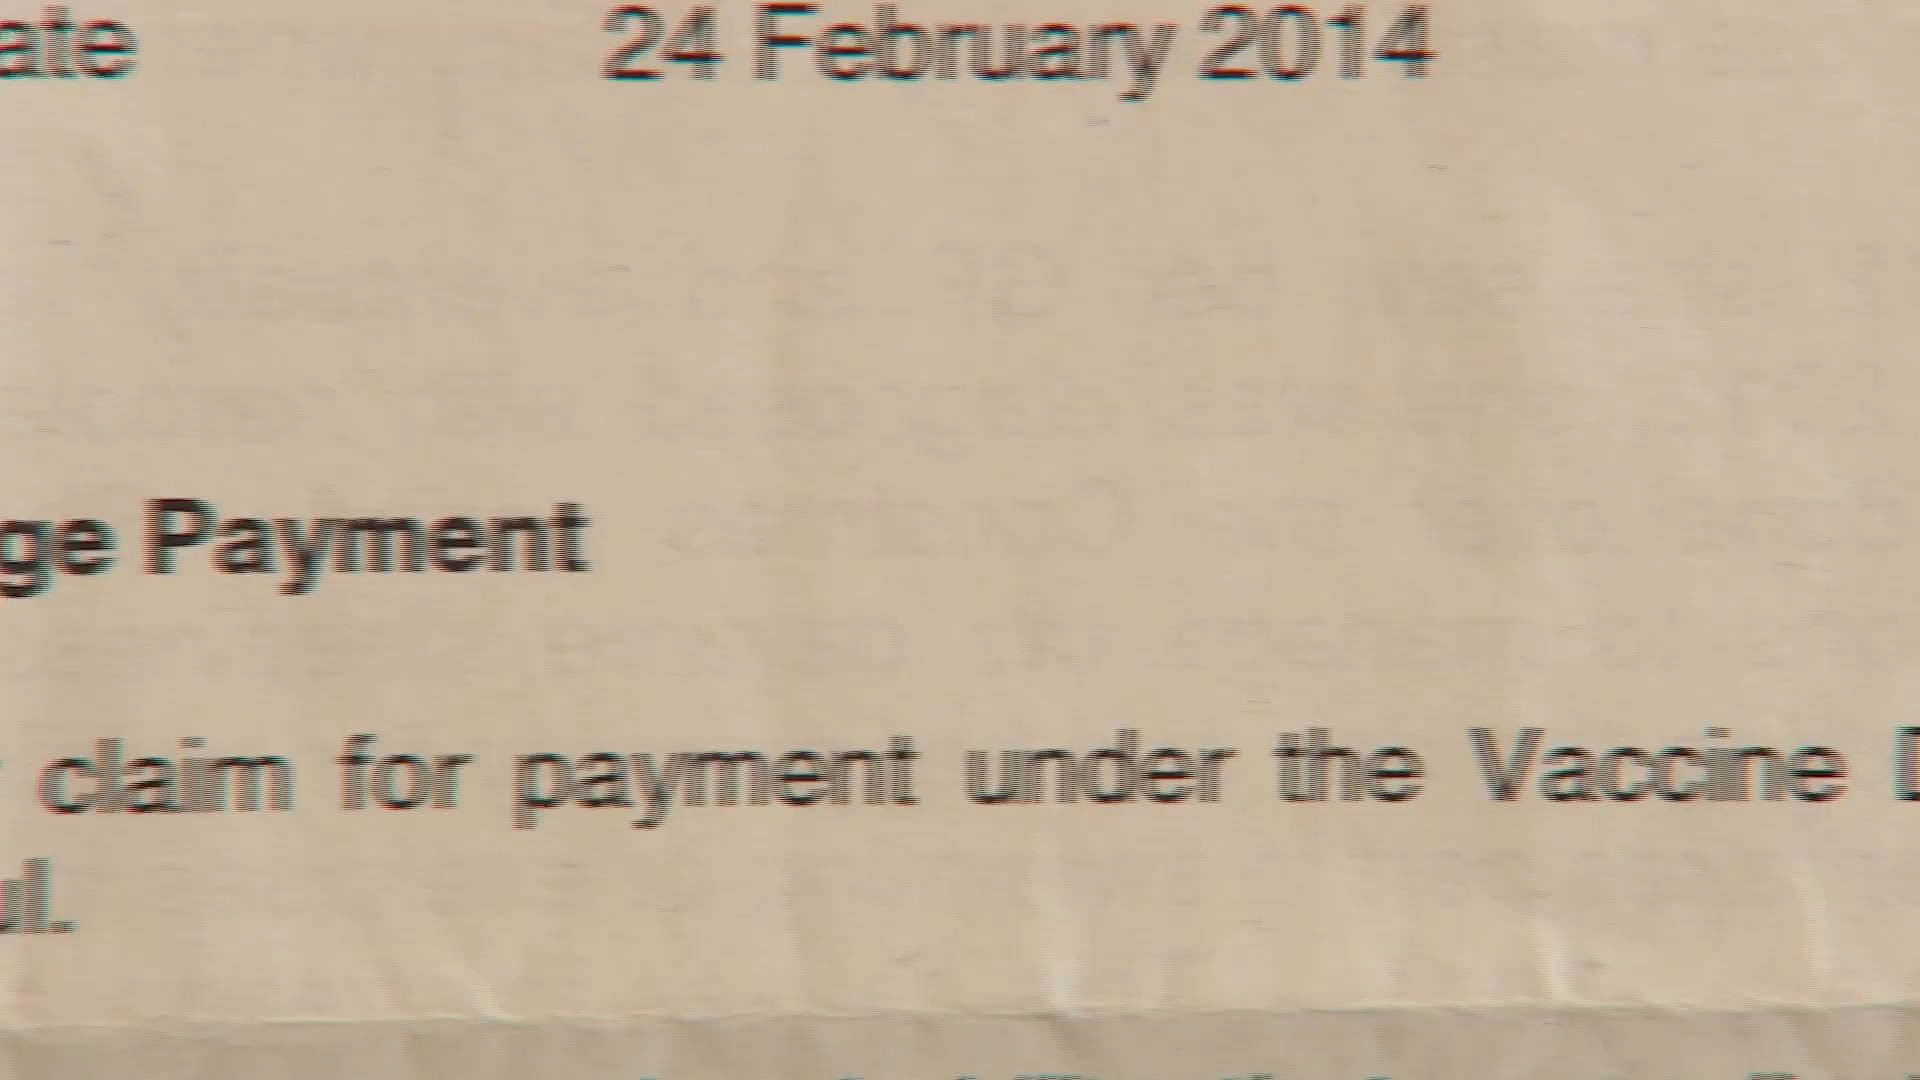 ate 24 February 2014
ge Payment
claim for payment under the Vaccine D
ul.